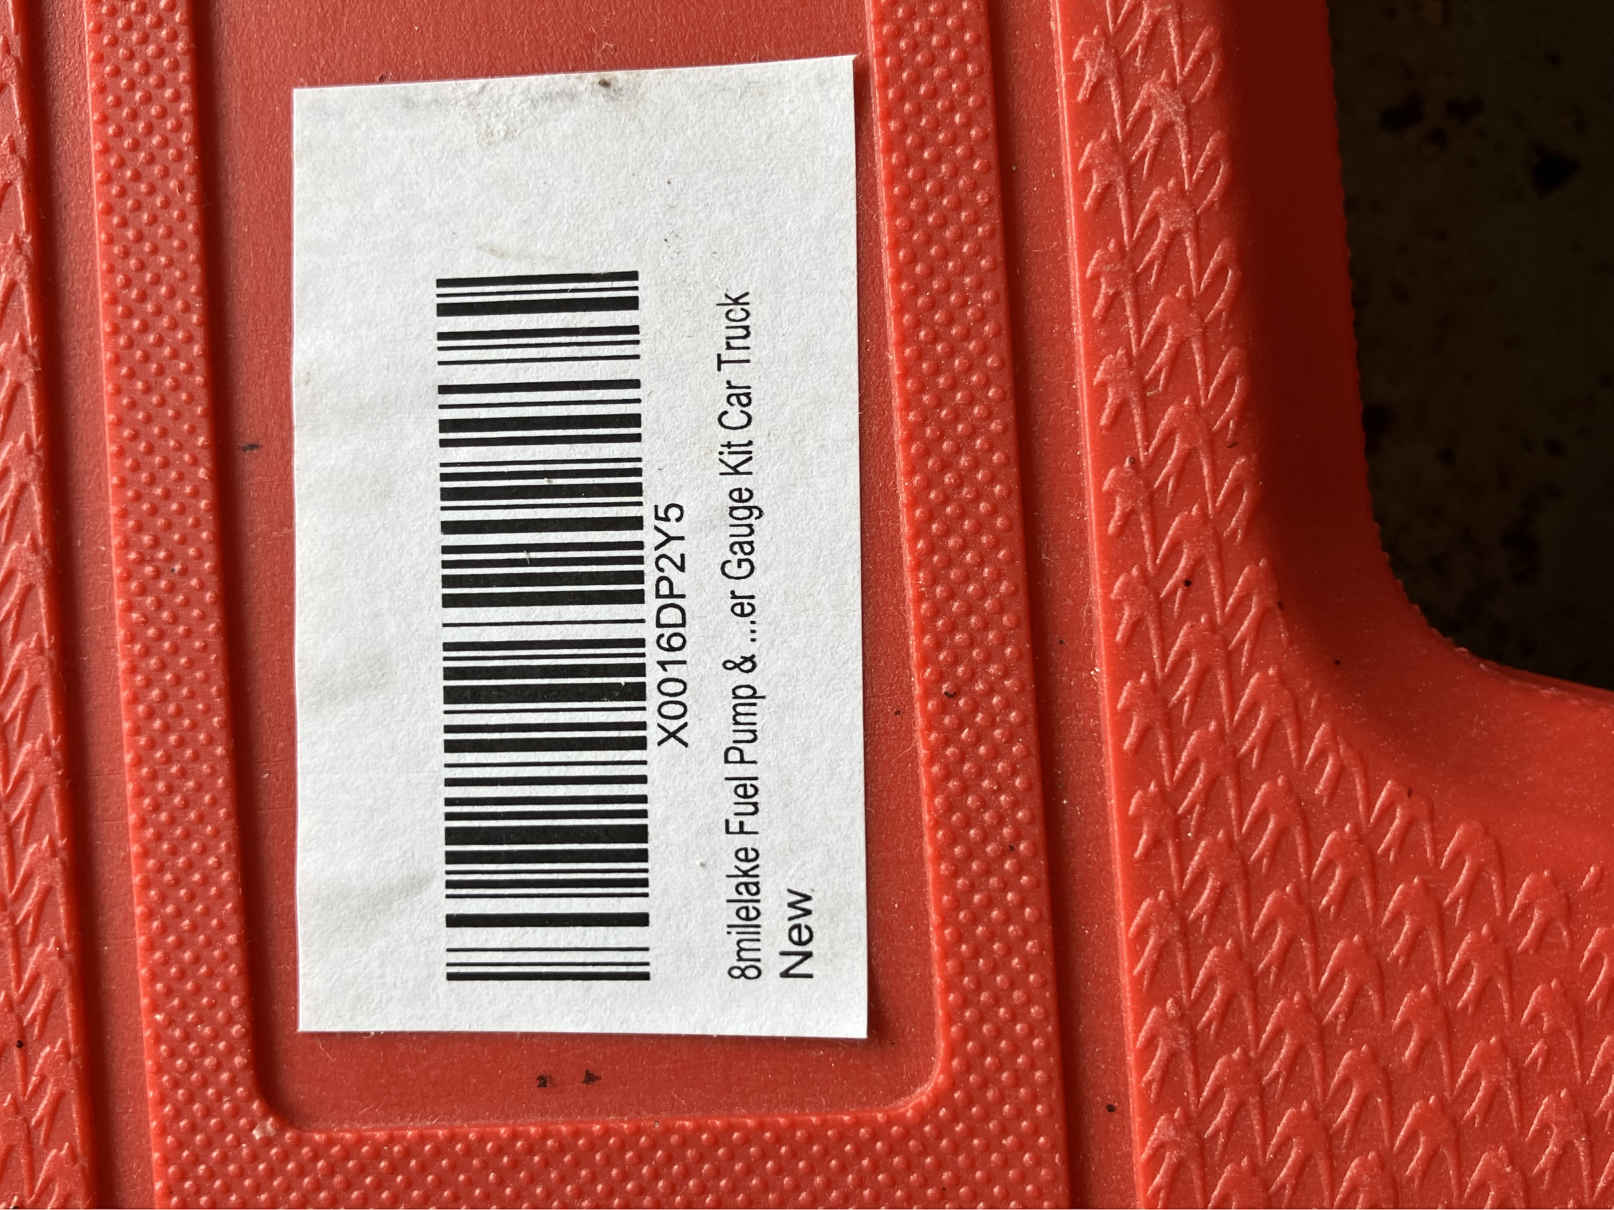 X0016DP2Y5
8milelake Fuel Pump & ...er Gauge Kit Car Truck
New